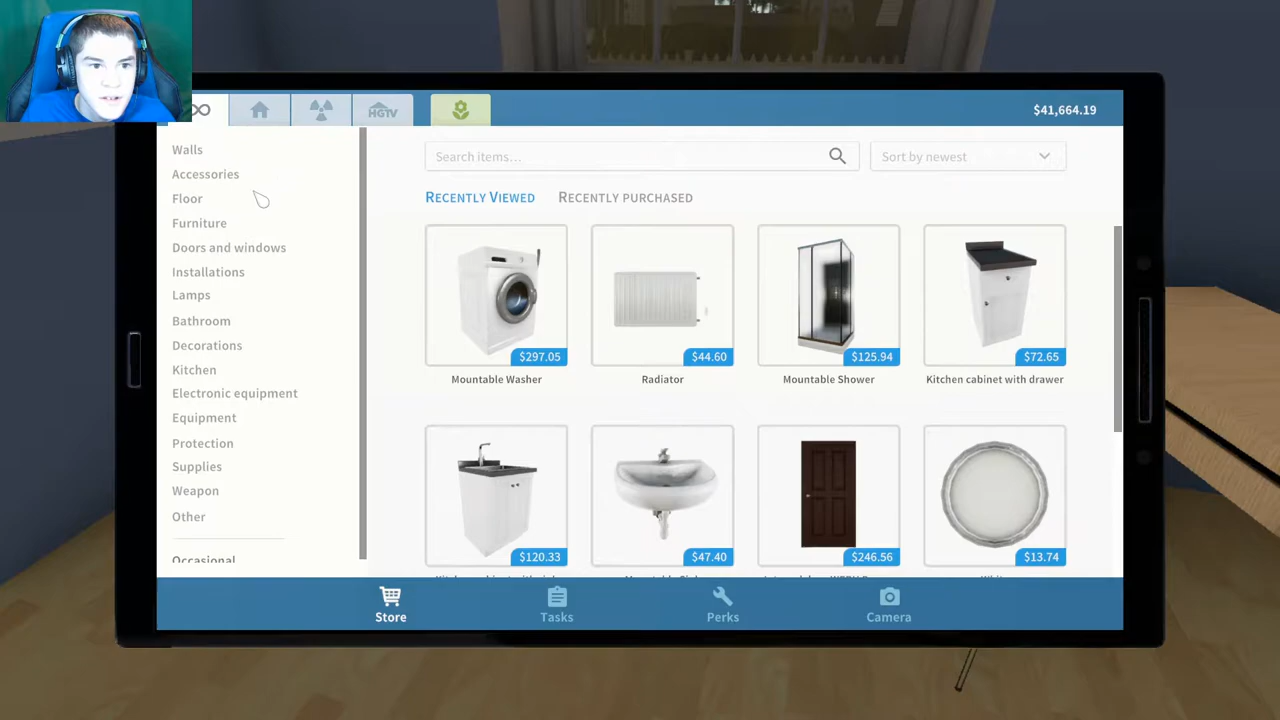 HGTV
$41,664.19
Walls
Accessories
Floor
Furniture
Doors and windows
Installations
Lamps
Bathroom
Decorations
Kitchen
Electronic equipment
Equipment
Protection
Supplies
Weapon
Other
Occasional
Search items...
Sort by newest
RECENTLY VIEWED
RECENTLY PURCHASED
$297.05
$44.60
$125.94
$72.65
Mountable Washer
Radiator
Mountable Shower
Kitchen cabinet with drawer
$120.33
$47.40
$246.56
$13.74
Store
Tasks
Perks
Camera